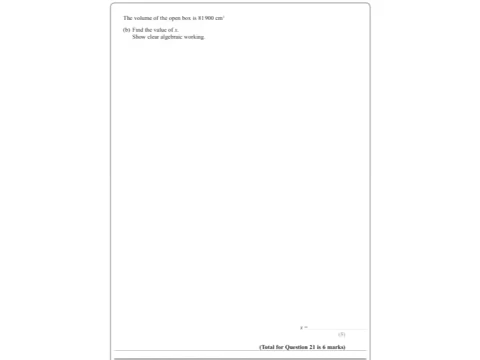 The volume of the open box is 81 900 cm³
(b) Find the value of x.
Show clear algebraic working.
x =
(5)
(Total for Question 21 is 6 marks)